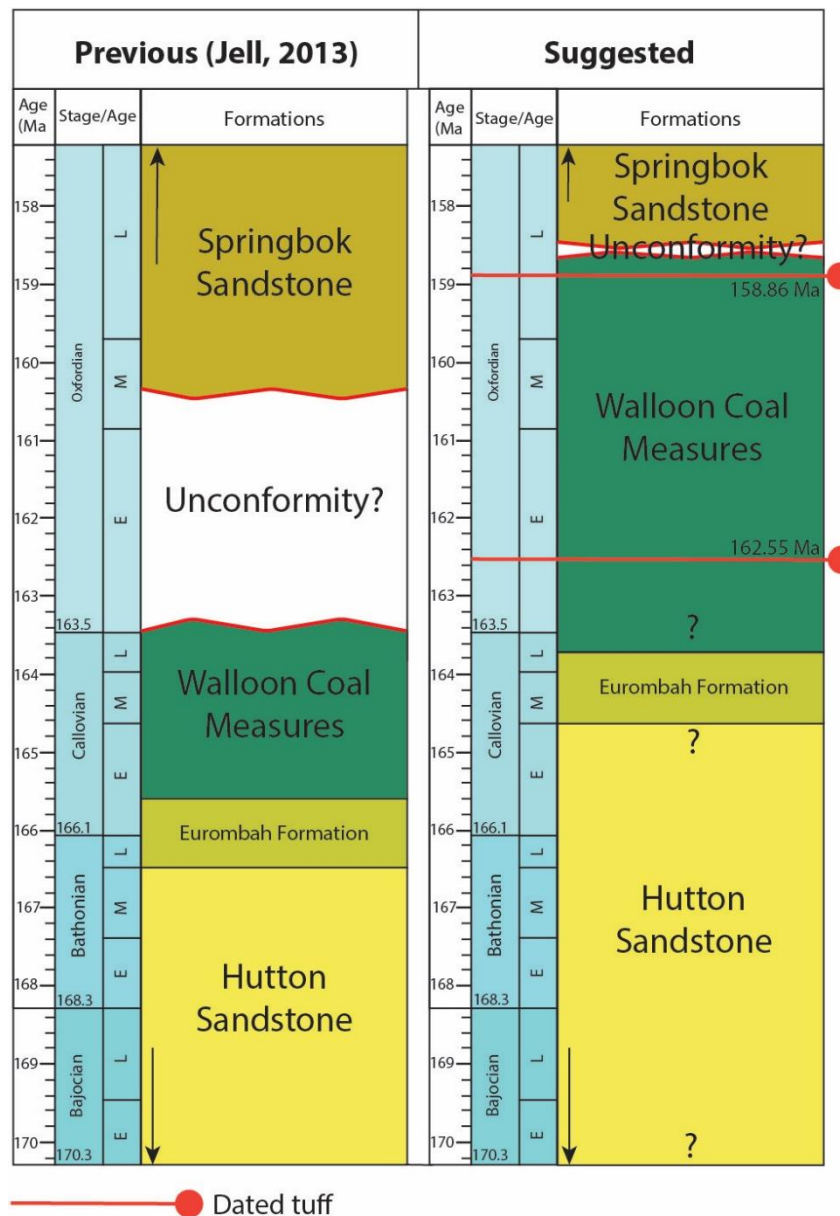 Previous (Jell, 2013)
Suggested
Age
(Ma
Stage/Age
Formations
Age
(Ma
Stage/Age
Formations
158
159
160
161
162
163
164
165
166
167
168
169
170
Oxfordian
163.5
Callovian
166.1
Bathonian
168.3
Bajocian
170.3
L
M
E
L
M
E
L
M
E
L
E
Springbok
Sandstone
Unconformity?
Walloon Coal
Measures
Eurombah Formation
Hutton
Sandstone
158
159
160
161
162
163
164
165
166
167
168
169
170
Oxfordian
163.5
Callovian
166.1
Bathonian
168.3
Bajocian
170.3
L
M
E
L
M
E
L
M
E
L
E
Springbok
Sandstone
Unconformity?
158.86 Ma
Walloon Coal
Measures
162.55 Ma
?
Eurombah Formation
?
Hutton
Sandstone
?
Dated tuff